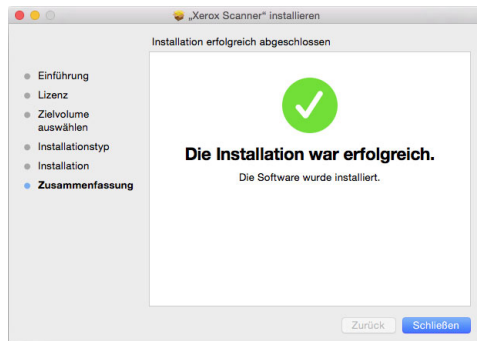 „Xerox Scanner“ installieren
Installation erfolgreich abgeschlossen
Einführung
Lizenz
Zielvolume
auswählen
Installationstyp
Installation
Zusammenfassung
Die Installation war erfolgreich.
Die Software wurde installiert.
Zurück
Schließen